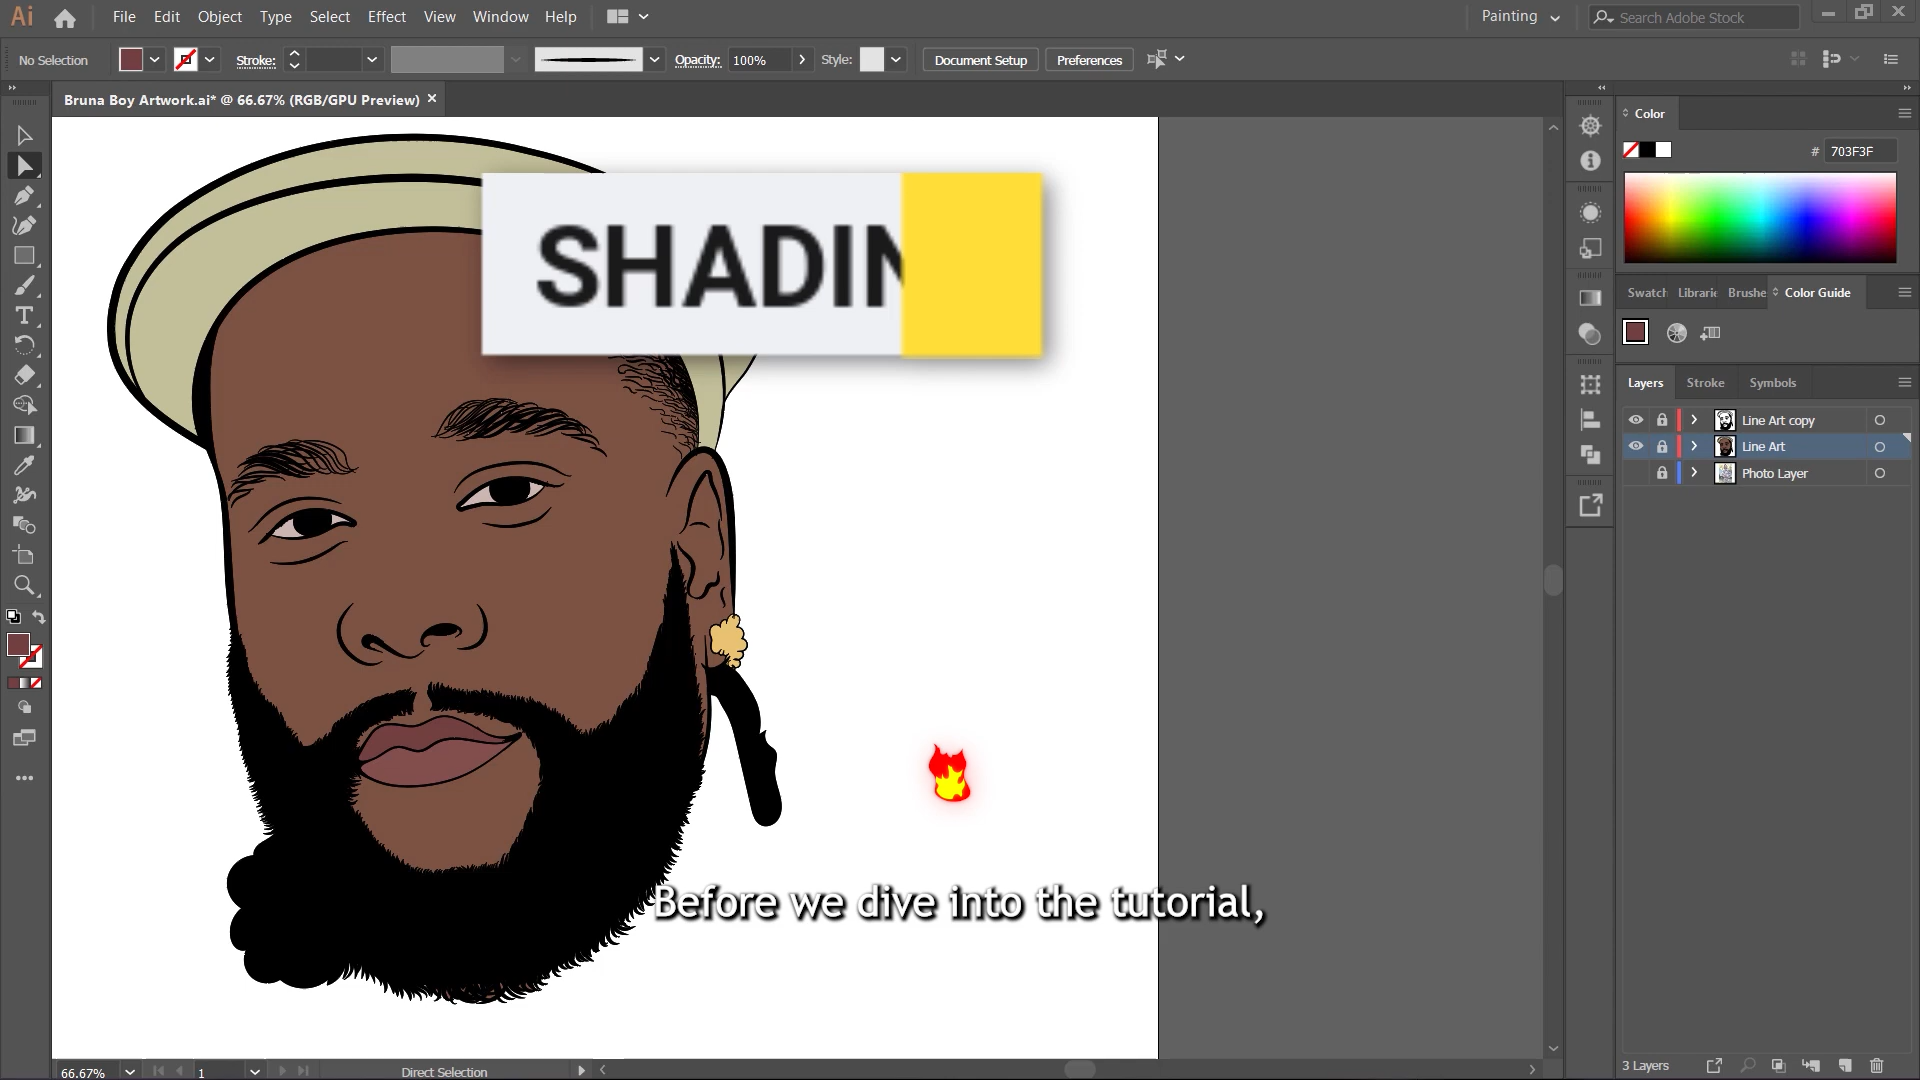 Ai File Edit Object Type Select Effect View Window Help Painting Search Adobe Stock
No Selection Stroke: Opacity: 100% Style: Document Setup Preferences
Bruna Boy Artwork.ai* @ 66.67% (RGB/GPU Preview)
Color
# 703F3F
SHADIN
Swatch Librarie Brushe Color Guide
Layers Stroke Symbols
Line Art copy
Line Art
Photo Layer
Before we dive into the tutorial,
3 Layers
66.67% 1 Direct Selection